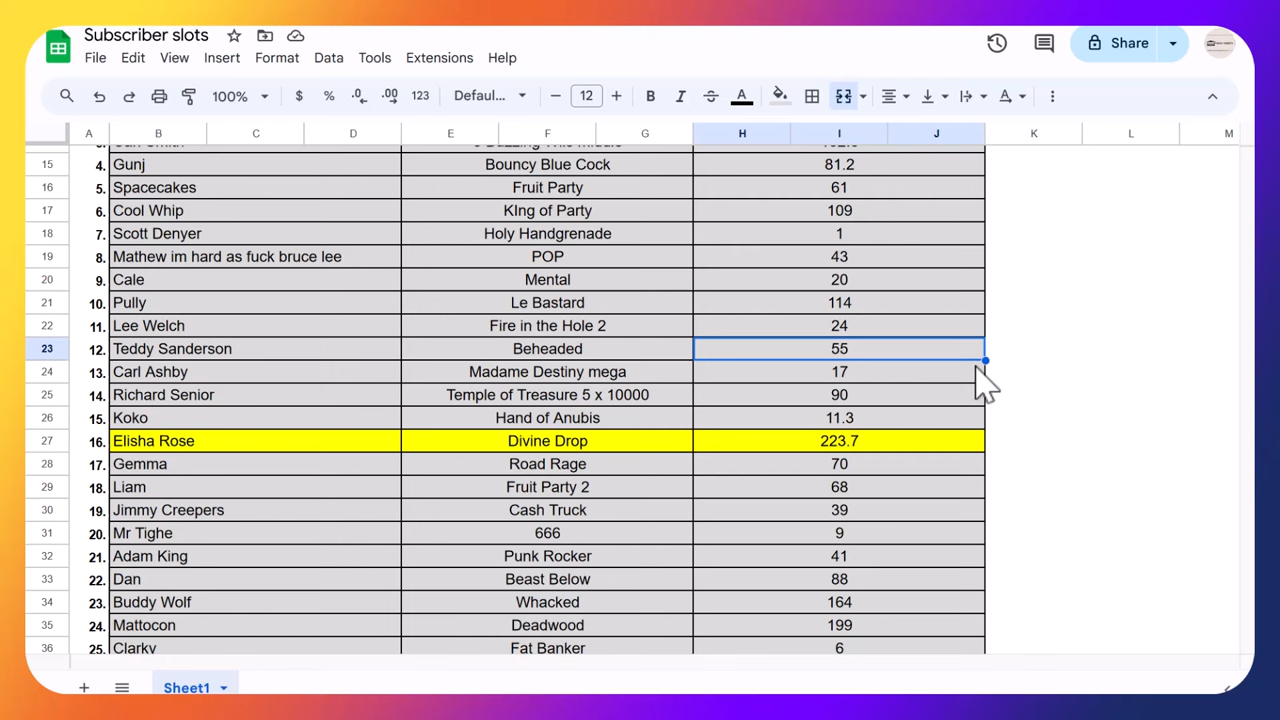 Subscriber slots
File Edit View Insert Format Data Tools Extensions Help
Share
100% $ % .0 .00 123 Defaul... 12 B I A
A B C D E F G H I J K L M
15 4. Gunj Bouncy Blue Cock 81.2
16 5. Spacecakes Fruit Party 61
17 6. Cool Whip KIng of Party 109
18 7. Scott Denyer Holy Handgrenade 1
19 8. Mathew im hard as fuck bruce lee POP 43
20 9. Cale Mental 20
21 10. Pully Le Bastard 114
22 11. Lee Welch Fire in the Hole 2 24
23 12. Teddy Sanderson Beheaded 55
24 13. Carl Ashby Madame Destiny mega 17
25 14. Richard Senior Temple of Treasure 5 x 10000 90
26 15. Koko Hand of Anubis 11.3
27 16. Elisha Rose Divine Drop 223.7
28 17. Gemma Road Rage 70
29 18. Liam Fruit Party 2 68
30 19. Jimmy Creepers Cash Truck 39
31 20. Mr Tighe 666 9
32 21. Adam King Punk Rocker 41
33 22. Dan Beast Below 88
34 23. Buddy Wolf Whacked 164
35 24. Mattocon Deadwood 199
36 25. Clarky Fat Banker 6
Sheet1